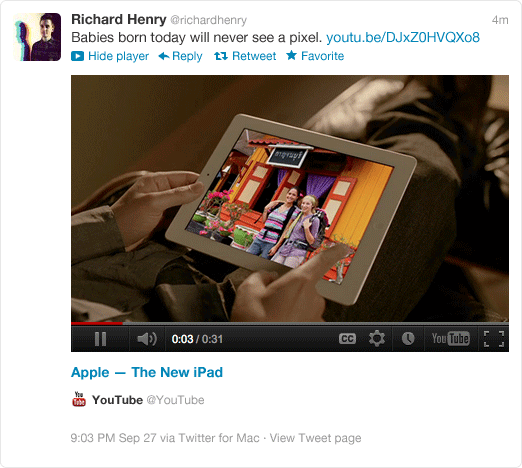 Richard Henry @richardhenry 4m
Babies born today will never see a pixel. youtu.be/DJxZ0HVQXo8
Hide player Reply Retweet Favorite
0:03 / 0:31 CC YouTube
Apple — The New iPad
You Tube YouTube @YouTube
9:03 PM Sep 27 via Twitter for Mac · View Tweet page